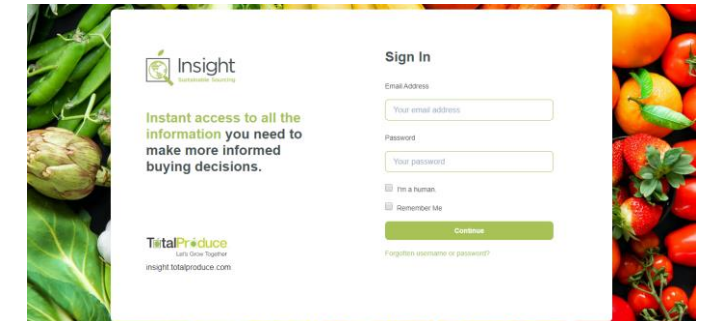 Insight
Sustainable Sourcing
Instant access to all the
information you need to
make more informed
buying decisions.
TotalProduce
Let's Grow Together
insight.totalproduce.com
Sign In
Email Address
Your email address
Password
Your password
I'm a human.
Remember Me
Continue
Forgotten username or password?